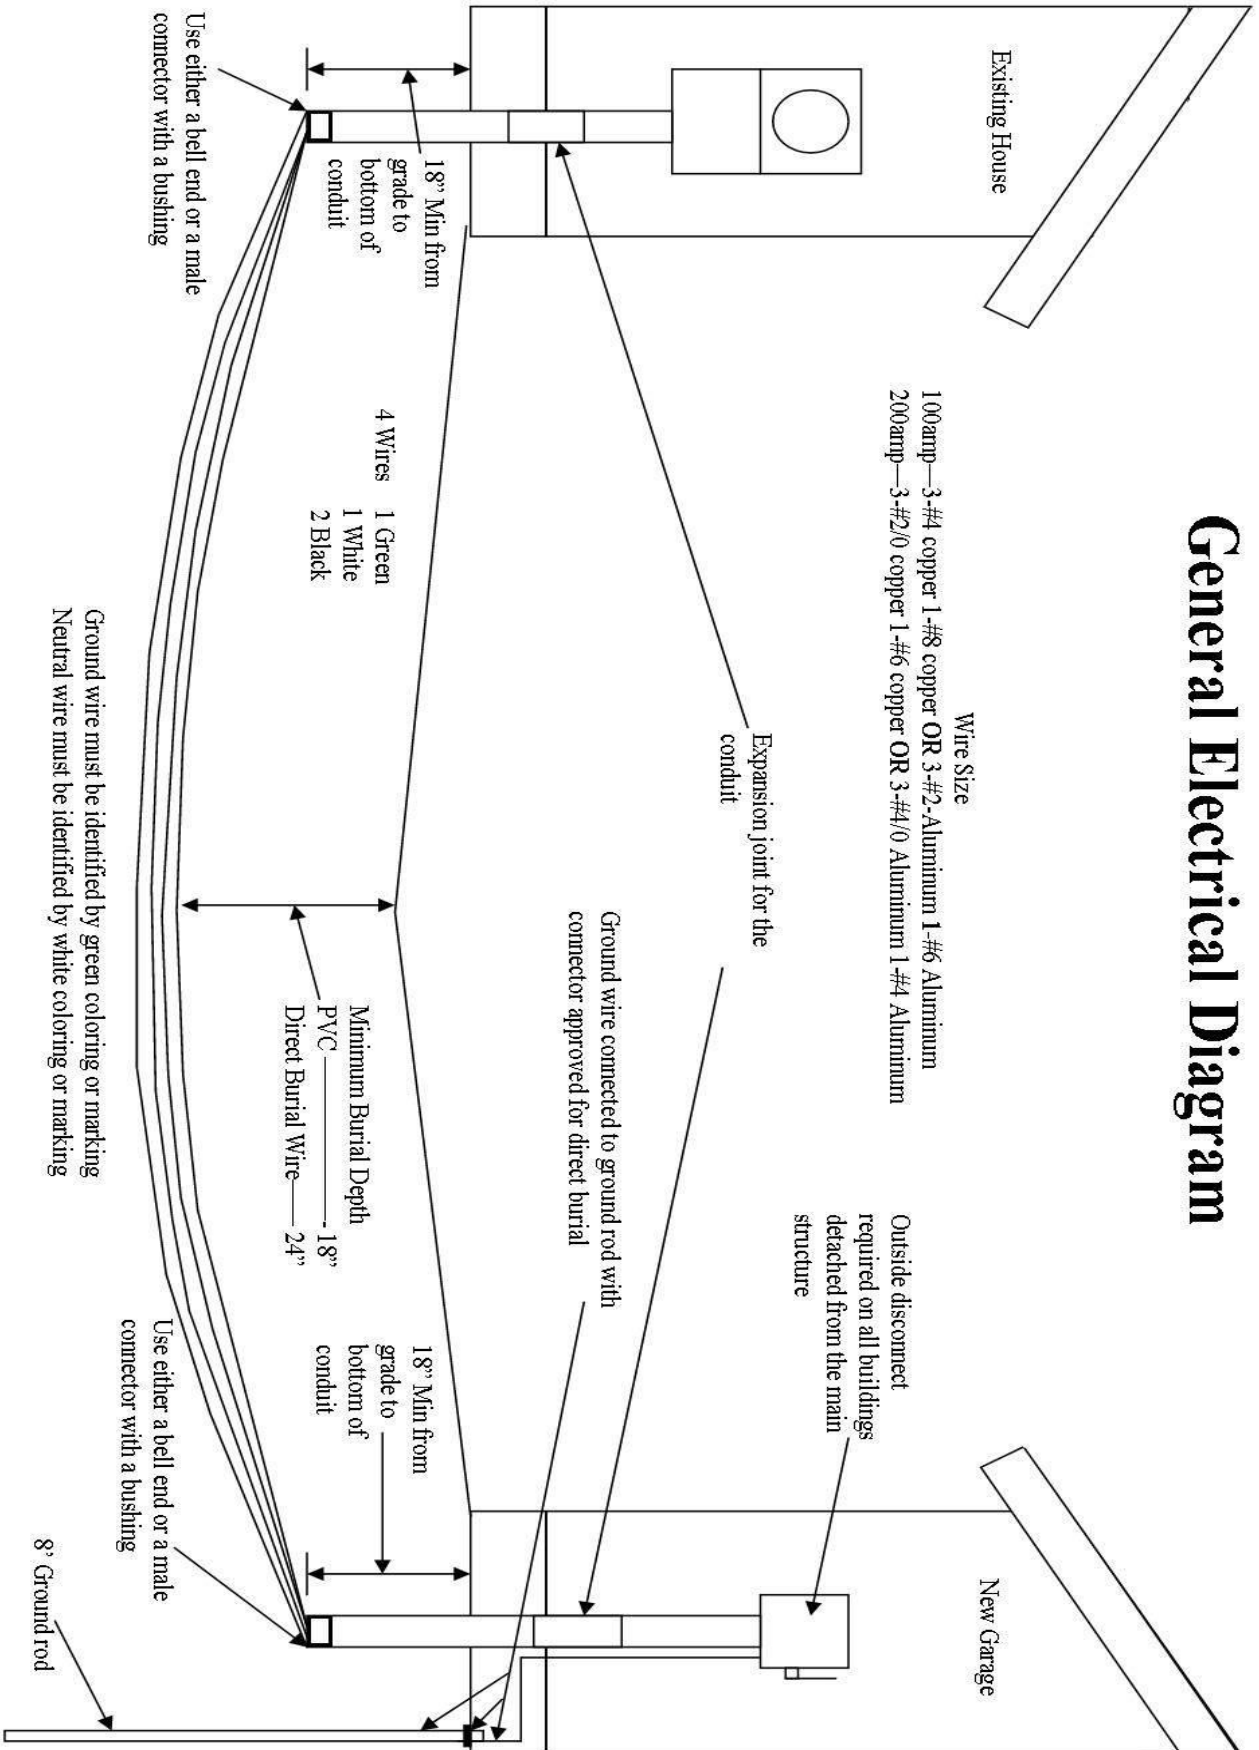 General Electrical Diagram
Existing House
Wire Size
100amp—3-#4 copper 1-#8 copper OR 3-#2-Aluminum 1-#6 Aluminum
200amp—3-#2/0 copper 1-#6 copper OR 3-#4/0 Aluminum 1-#4 Aluminum
Outside disconnect
required on all buildings
detached from the main
structure
New Garage
Expansion joint for the
conduit
Ground wire connected to ground rod with
connector approved for direct burial
18” Min from
grade to
bottom of
conduit
4 Wires 1 Green
1 White
2 Black
Minimum Burial Depth
PVC ————— - 18”
Direct Burial Wire—— 24”
18” Min from
grade to
bottom of
conduit
Use either a bell end or a male
connector with a bushing
Use either a bell end or a male
connector with a bushing
Ground wire must be identified by green coloring or marking
Neutral wire must be identified by white coloring or marking
8’ Ground rod